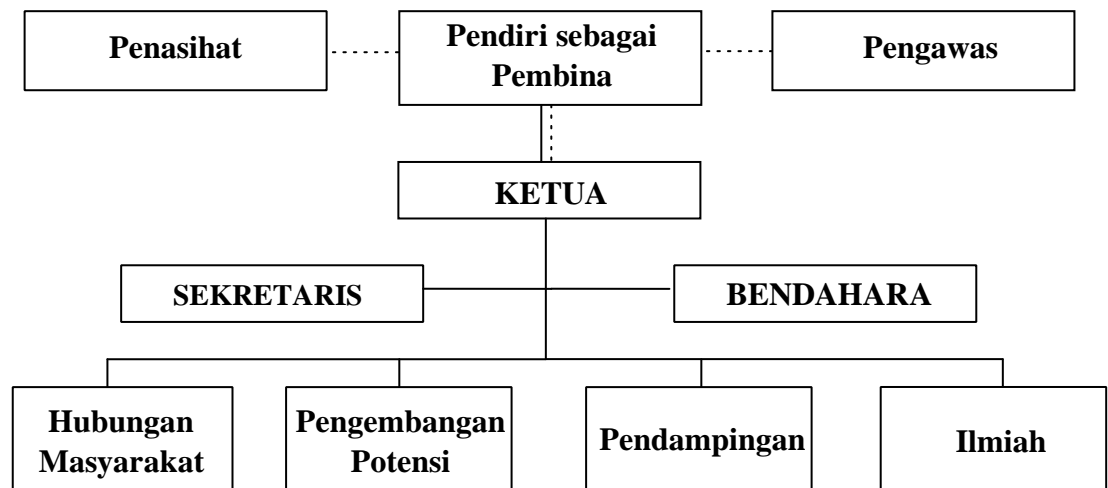 Penasihat
Pendiri sebagai
Pembina
Pengawas
KETUA
SEKRETARIS
BENDAHARA
Hubungan
Masyarakat
Pengembangan
Potensi
Pendampingan
Ilmiah